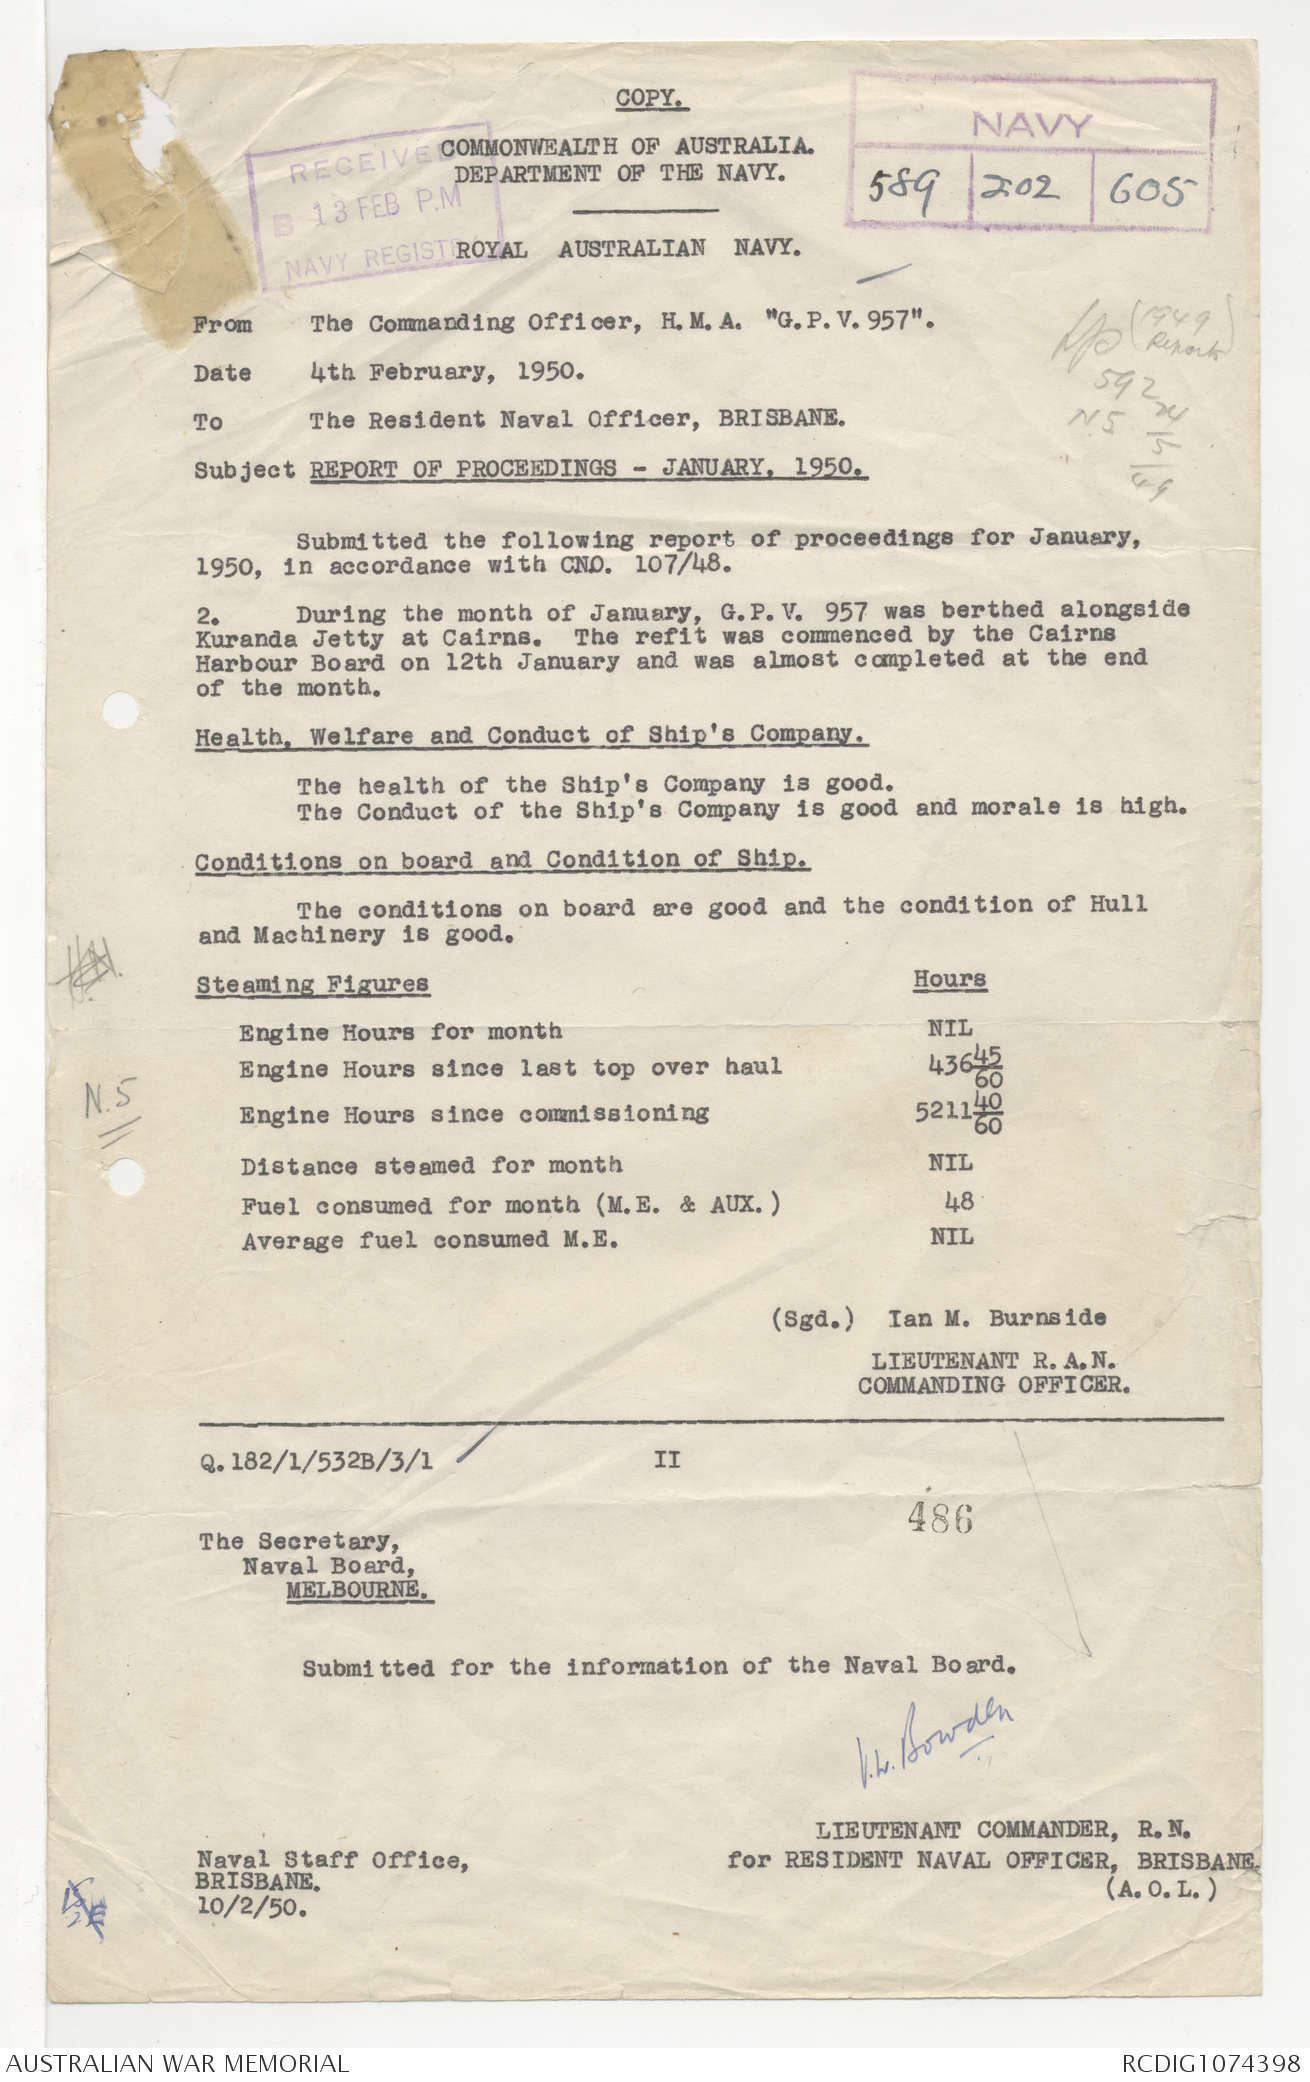 COPY.
COMMONWEALTH OF AUSTRALIA.
DEPARTMENT OF THE NAVY.
ROYAL AUSTRALIAN NAVY.
RECEIVED
B 13 FEB P.M
NAVY REGISTRY
NAVY
589 202 605
From The Commanding Officer, H.M.A. "G.P.V. 957".
(1949
Reports)
592
N.5.
24
5
49
Date 4th February, 1950.
To The Resident Naval Officer, BRISBANE.
Subject REPORT OF PROCEEDINGS - JANUARY, 1950.
Submitted the following report of proceedings for January,
1950, in accordance with CNO. 107/48.
2. During the month of January, G.P.V. 957 was berthed alongside
Kuranda Jetty at Cairns. The refit was commenced by the Cairns
Harbour Board on 12th January and was almost completed at the end
of the month.
Health, Welfare and Conduct of Ship's Company.
The health of the Ship's Company is good.
The Conduct of the Ship's Company is good and morale is high.
Conditions on board and Condition of Ship.
The conditions on board are good and the condition of Hull
and Machinery is good.
Steaming Figures Hours
Engine Hours for month NIL
Engine Hours since last top over haul 436 45/60
N.5
Engine Hours since commissioning 5211 40/60
Distance steamed for month NIL
Fuel consumed for month (M.E. & AUX.) 48
Average fuel consumed M.E. NIL
(Sgd.) Ian M. Burnside
LIEUTENANT R.A.N.
COMMANDING OFFICER.
Q.182/1/532B/3/1 II
486
The Secretary,
Naval Board,
MELBOURNE.
Submitted for the information of the Naval Board.
V.W. Bowden
LIEUTENANT COMMANDER, R.N.
for RESIDENT NAVAL OFFICER, BRISBANE.
(A.O.L.)
Naval Staff Office,
BRISBANE.
10/2/50.
AUSTRALIAN WAR MEMORIAL RCDIG1074398